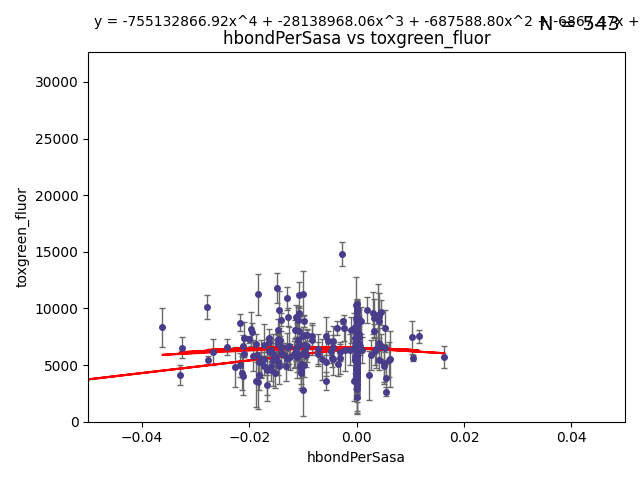 y = -755132866.92x^4 + -28138968.06x^3 + -687588.80x^2 +
N = 543
hbondPerSasa vs toxgreen_fluor
30000
25000
20000
15000
10000
5000
0
toxgreen_fluor
−0.04
−0.02
0.00
0.02
0.04
hbondPerSasa